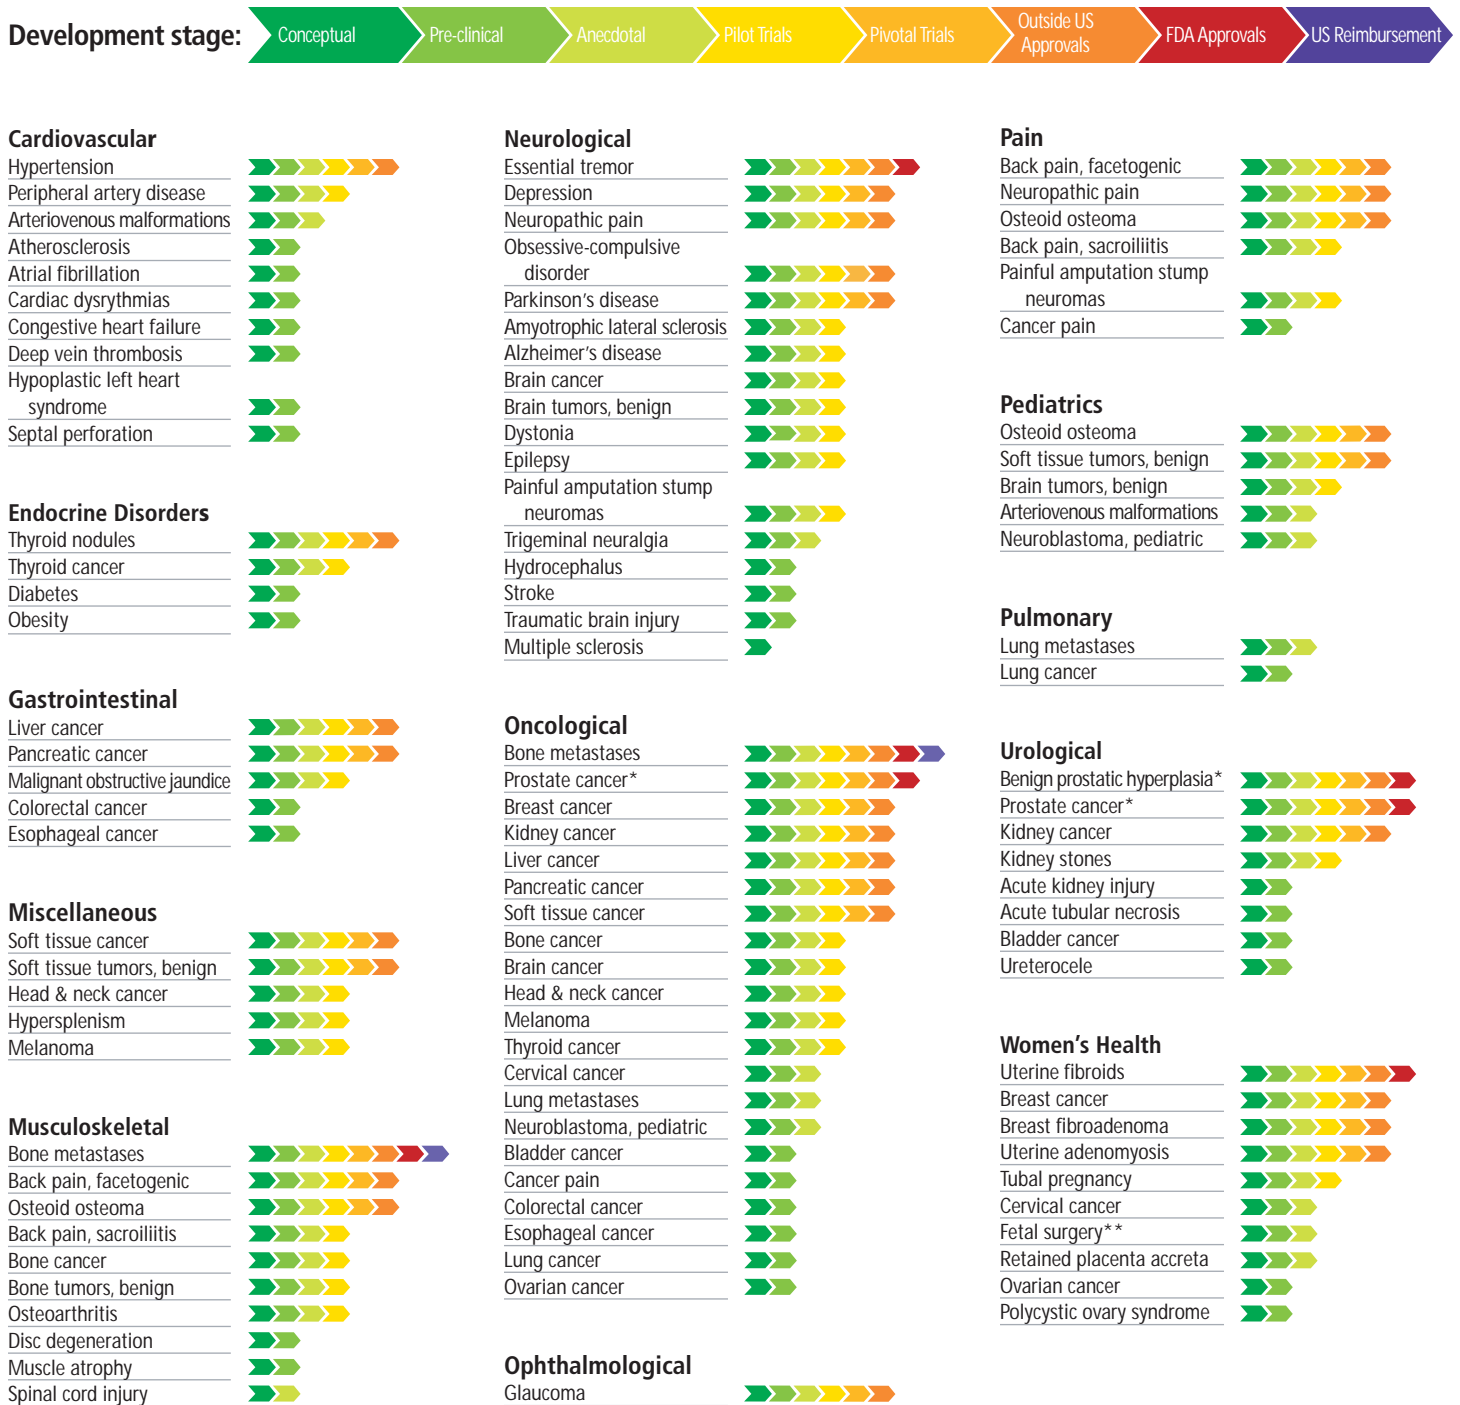 Development stage:
Conceptual
Pre-clinical
Anecdotal
Pilot Trials
Pivotal Trials
Outside US
Approvals
FDA Approvals
US Reimbursement
Cardiovascular
Hypertension
Peripheral artery disease
Arteriovenous malformations
Atherosclerosis
Atrial fibrillation
Cardiac dysrythmias
Congestive heart failure
Deep vein thrombosis
Hypoplastic left heart
syndrome
Septal perforation
Endocrine Disorders
Thyroid nodules
Thyroid cancer
Diabetes
Obesity
Gastrointestinal
Liver cancer
Pancreatic cancer
Malignant obstructive jaundice
Colorectal cancer
Esophageal cancer
Miscellaneous
Soft tissue cancer
Soft tissue tumors, benign
Head & neck cancer
Hypersplenism
Melanoma
Musculoskeletal
Bone metastases
Back pain, facetogenic
Osteoid osteoma
Back pain, sacroiliitis
Bone cancer
Bone tumors, benign
Osteoarthritis
Disc degeneration
Muscle atrophy
Spinal cord injury
Neurological
Essential tremor
Depression
Neuropathic pain
Obsessive-compulsive
disorder
Parkinson's disease
Amyotrophic lateral sclerosis
Alzheimer's disease
Brain cancer
Brain tumors, benign
Dystonia
Epilepsy
Painful amputation stump
neuromas
Trigeminal neuralgia
Hydrocephalus
Stroke
Traumatic brain injury
Multiple sclerosis
Oncological
Bone metastases
Prostate cancer*
Breast cancer
Kidney cancer
Liver cancer
Pancreatic cancer
Soft tissue cancer
Bone cancer
Brain cancer
Head & neck cancer
Melanoma
Thyroid cancer
Cervical cancer
Lung metastases
Neuroblastoma, pediatric
Bladder cancer
Cancer pain
Colorectal cancer
Esophageal cancer
Lung cancer
Ovarian cancer
Ophthalmological
Glaucoma
Pain
Back pain, facetogenic
Neuropathic pain
Osteoid osteoma
Back pain, sacroiliitis
Painful amputation stump
neuromas
Cancer pain
Pediatrics
Osteoid osteoma
Soft tissue tumors, benign
Brain tumors, benign
Arteriovenous malformations
Neuroblastoma, pediatric
Pulmonary
Lung metastases
Lung cancer
Urological
Benign prostatic hyperplasia*
Prostate cancer*
Kidney cancer
Kidney stones
Acute kidney injury
Acute tubular necrosis
Bladder cancer
Ureterocele
Women's Health
Uterine fibroids
Breast cancer
Breast fibroadenoma
Uterine adenomyosis
Tubal pregnancy
Cervical cancer
Fetal surgery**
Retained placenta accreta
Ovarian cancer
Polycystic ovary syndrome